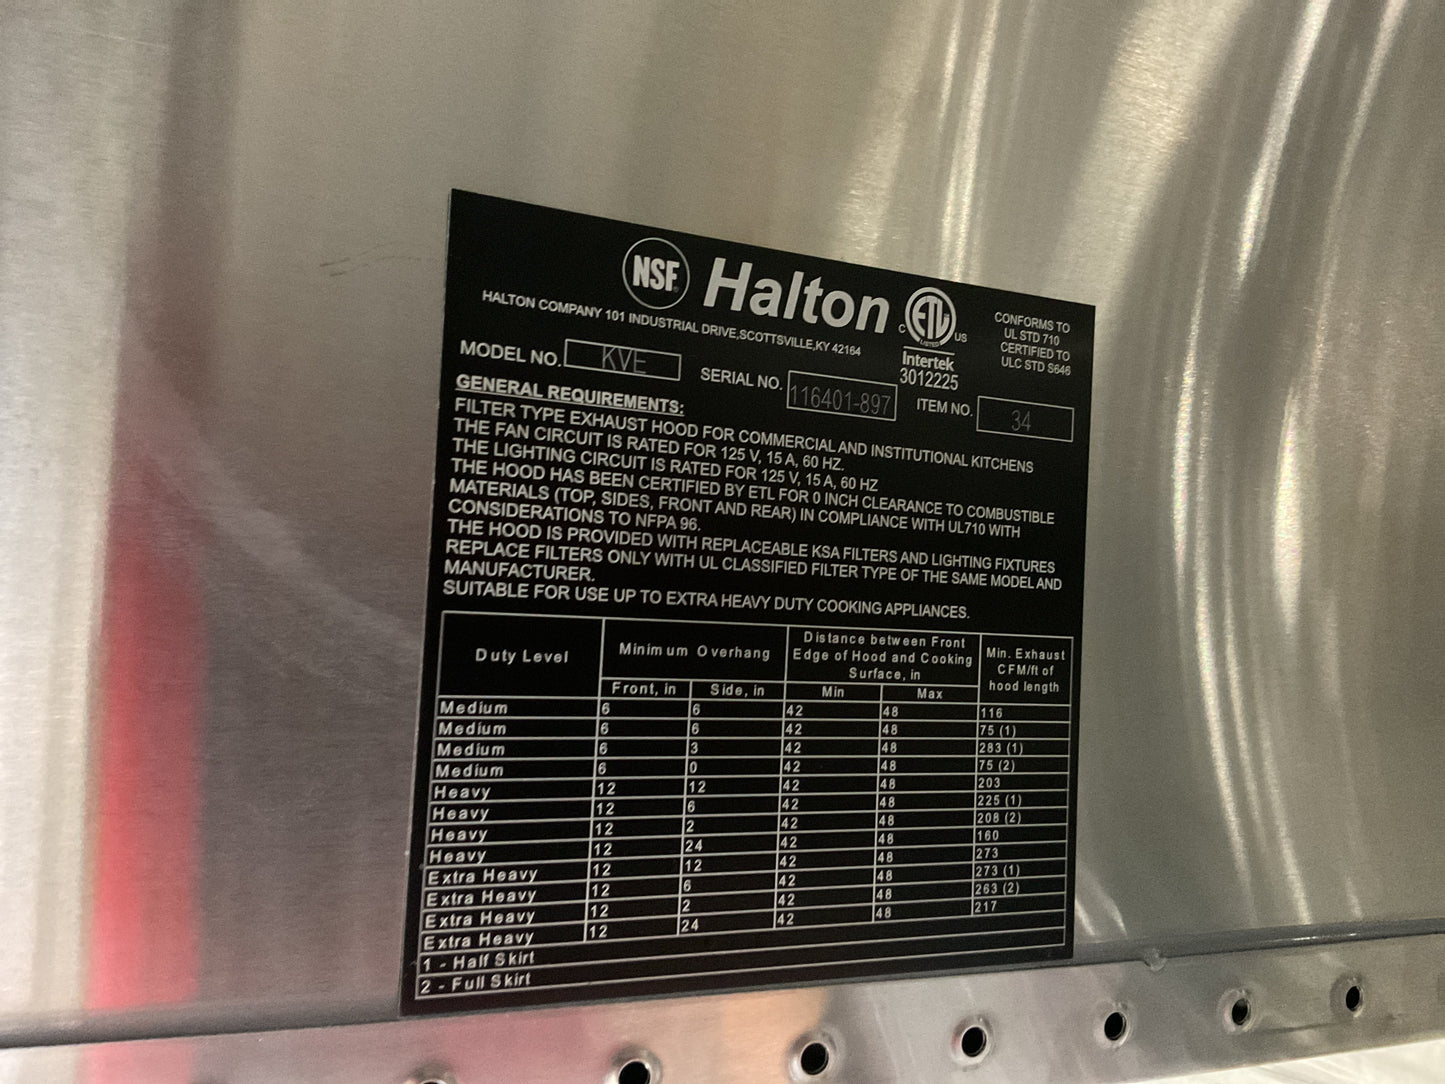 NSF Halton ETL LISTED C US
HALTON COMPANY 101 INDUSTRIAL DRIVE,SCOTTSVILLE,KY 42164
Intertek
3012225
CONFORMS TO
UL STD 710
CERTIFIED TO
ULC STD S646
MODEL NO. KVE SERIAL NO. 116401-897 ITEM NO. 34
GENERAL REQUIREMENTS:
FILTER TYPE EXHAUST HOOD FOR COMMERCIAL AND INSTITUTIONAL KITCHENS
THE FAN CIRCUIT IS RATED FOR 125 V, 15 A, 60 HZ.
THE LIGHTING CIRCUIT IS RATED FOR 125 V, 15 A, 60 HZ
THE HOOD HAS BEEN CERTIFIED BY ETL FOR 0 INCH CLEARANCE TO COMBUSTIBLE
MATERIALS (TOP, SIDES, FRONT AND REAR) IN COMPLIANCE WITH UL710 WITH
CONSIDERATIONS TO NFPA 96.
THE HOOD IS PROVIDED WITH REPLACEABLE KSA FILTERS AND LIGHTING FIXTURES
REPLACE FILTERS ONLY WITH UL CLASSIFIED FILTER TYPE OF THE SAME MODEL AND
MANUFACTURER.
SUITABLE FOR USE UP TO EXTRA HEAVY DUTY COOKING APPLIANCES.
Duty Level Minimum Overhang Distance between Front
Edge of Hood and Cooking
Surface, in Min. Exhaust
CFM/ft of
hood length
Front, in Side, in Min Max
Medium 6 6 42 48 116
Medium 6 6 42 48 75 (1)
Medium 6 3 42 48 283 (1)
Medium 6 0 42 48 75 (2)
Heavy 12 12 42 48 203
Heavy 12 6 42 48 225 (1)
Heavy 12 2 42 48 208 (2)
Heavy 12 24 42 48 160
Extra Heavy 12 12 42 48 273
Extra Heavy 12 6 42 48 273 (1)
Extra Heavy 12 2 42 48 263 (2)
Extra Heavy 12 24 42 48 217
1 - Half Skirt
2 - Full Skirt